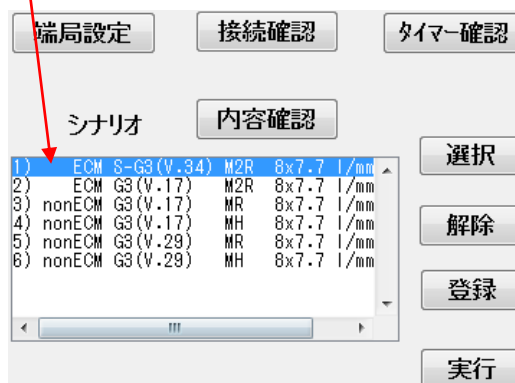 端局設定 接続確認 タイマー確認
シナリオ 内容確認
選択
1) ECM S-G3(V.34) M2R 8x7.7 l/mm
2) ECM G3(V.17) M2R 8x7.7 l/mm
3) nonECM G3(V.17) MR 8x7.7 l/mm
4) nonECM G3(V.17) MH 8x7.7 l/mm
5) nonECM G3(V.29) MR 8x7.7 l/mm
6) nonECM G3(V.29) MH 8x7.7 l/mm
解除
登録
実行